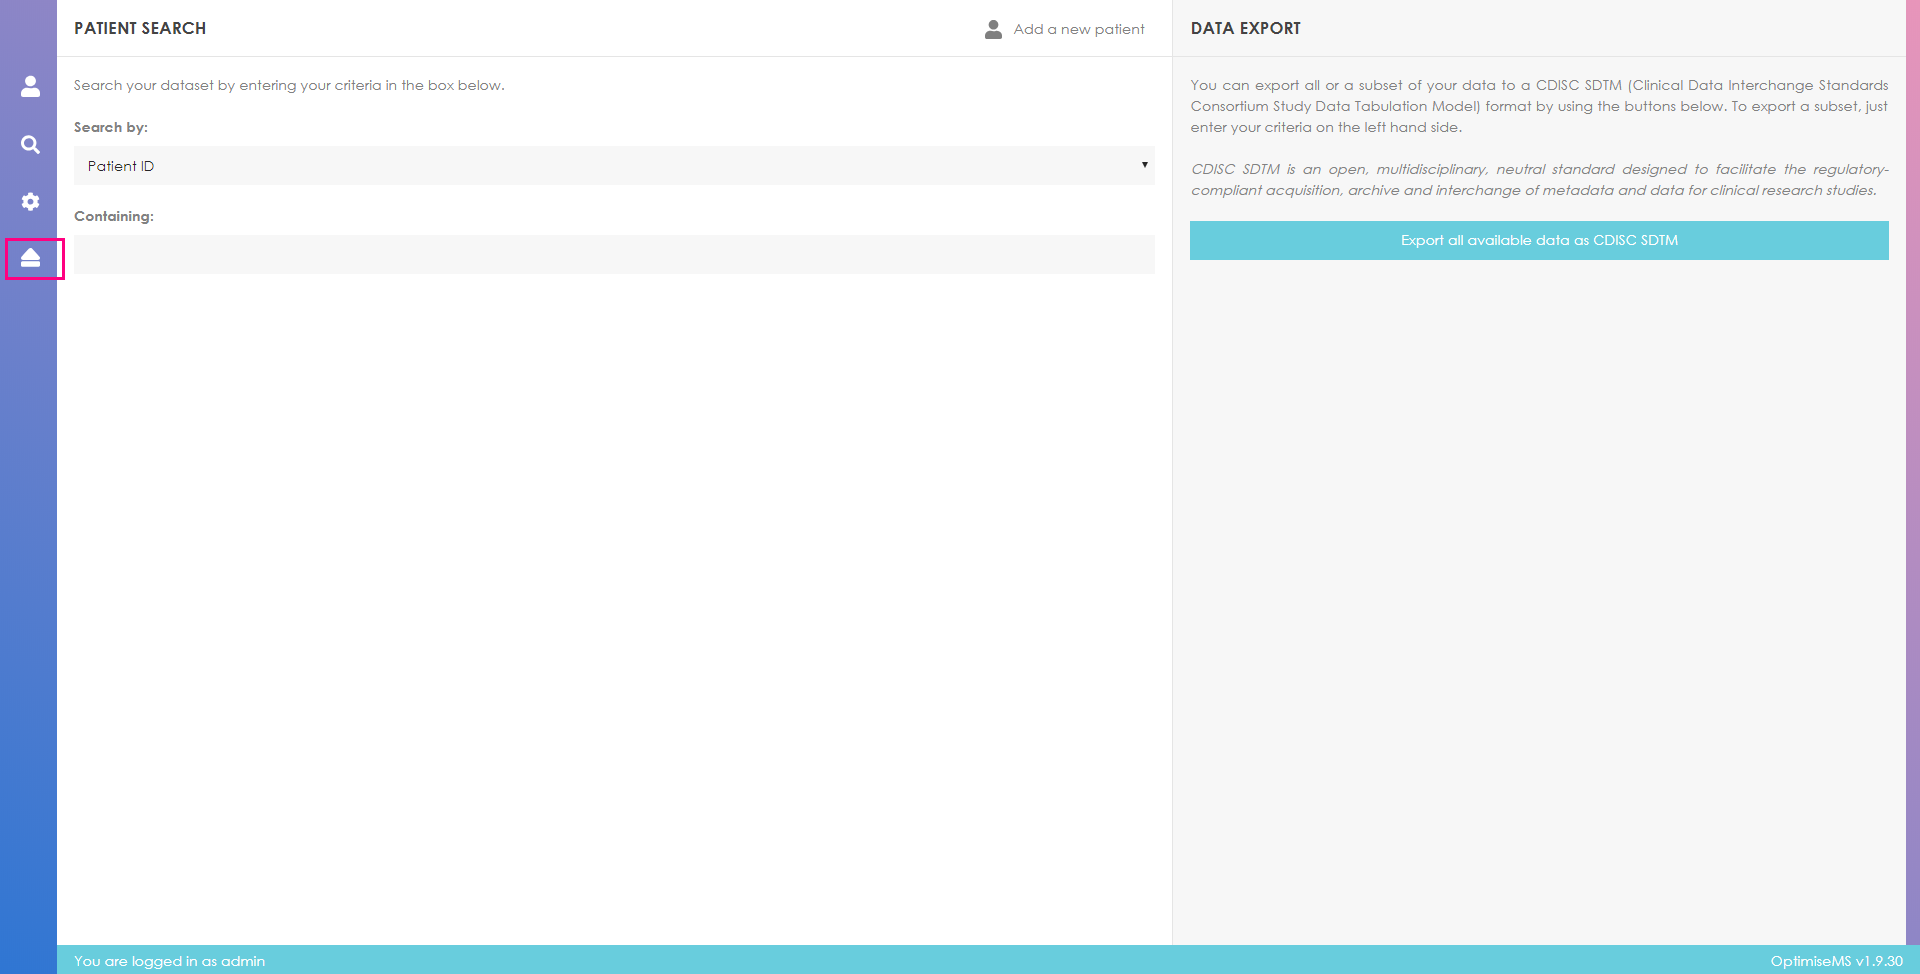 PATIENT SEARCH
Add a new patient
Search your dataset by entering your criteria in the box below.
Search by:
Patient ID
Containing:
DATA EXPORT
You can export all or a subset of your data to a CDISC SDTM (Clinical Data Interchange Standards
Consortium Study Data Tabulation Model) format by using the buttons below. To export a subset, just
enter your criteria on the left hand side.
CDISC SDTM is an open, multidisciplinary, neutral standard designed to facilitate the regulatory-
compliant acquisition, archive and interchange of metadata and data for clinical research studies.
Export all available data as CDISC SDTM
You are logged in as admin
OptimiseMS v1.9.30